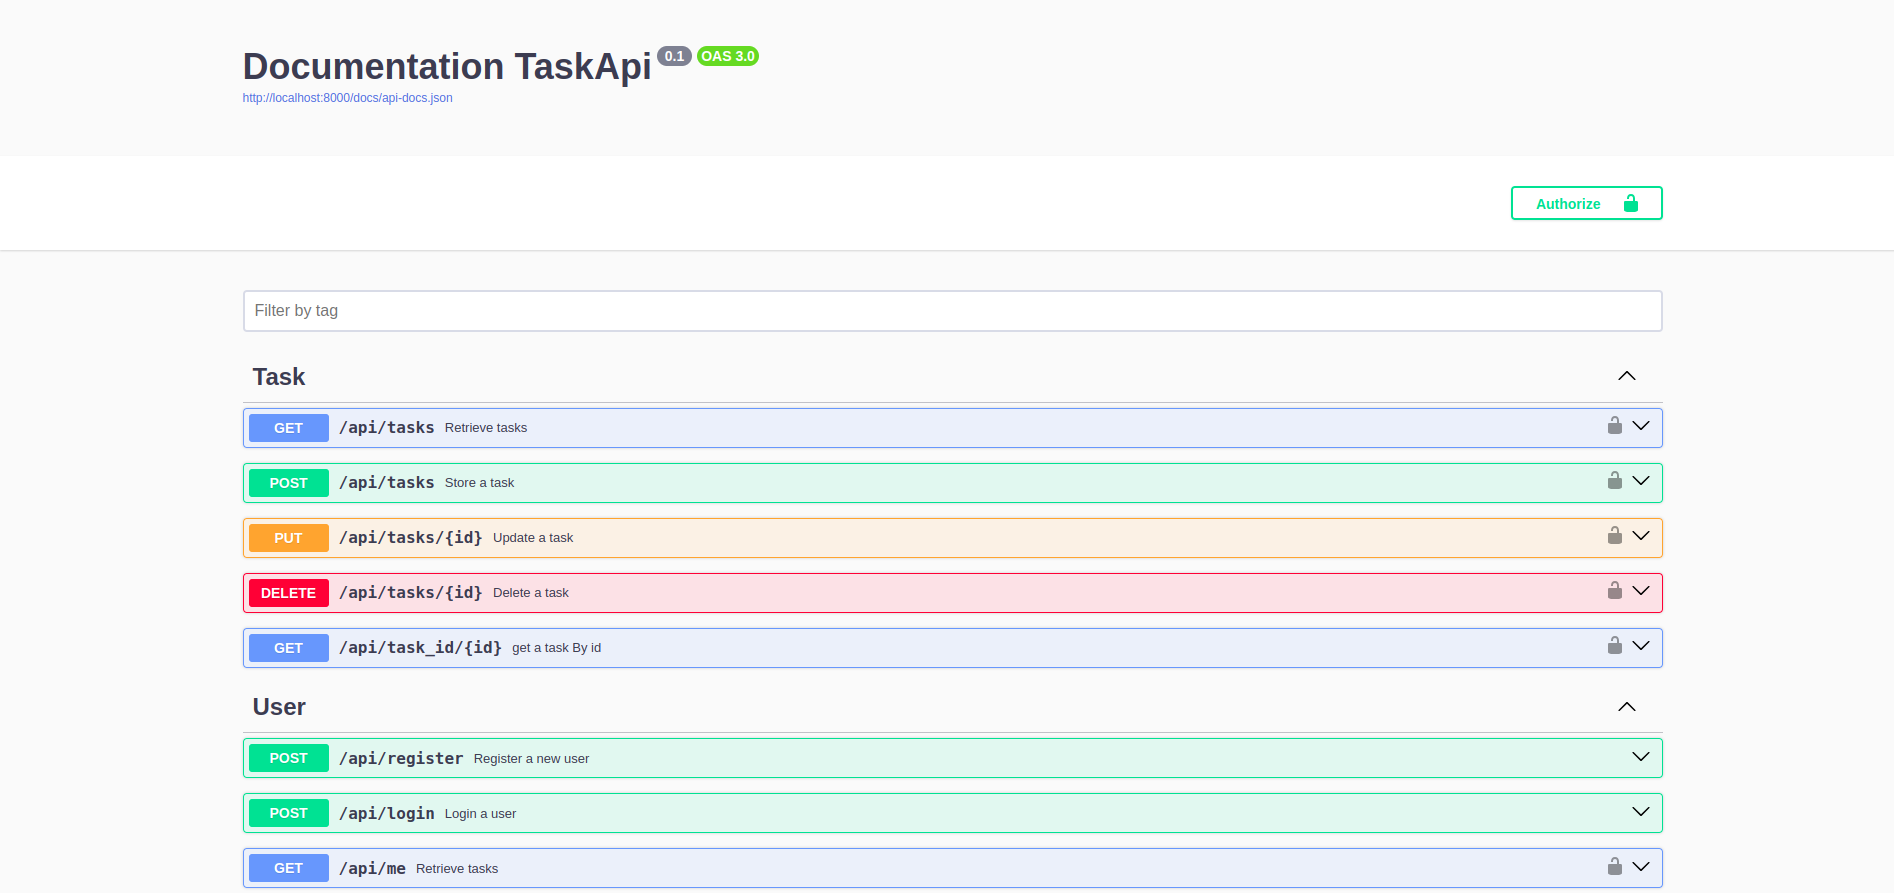 Documentation TaskApi 0.1 OAS 3.0
http://localhost:8000/docs/api-docs.json
Authorize
Filter by tag
Task
GET /api/tasks Retrieve tasks
POST /api/tasks Store a task
PUT /api/tasks/{id} Update a task
DELETE /api/tasks/{id} Delete a task
GET /api/task_id/{id} get a task By id
User
POST /api/register Register a new user
POST /api/login Login a user
GET /api/me Retrieve tasks